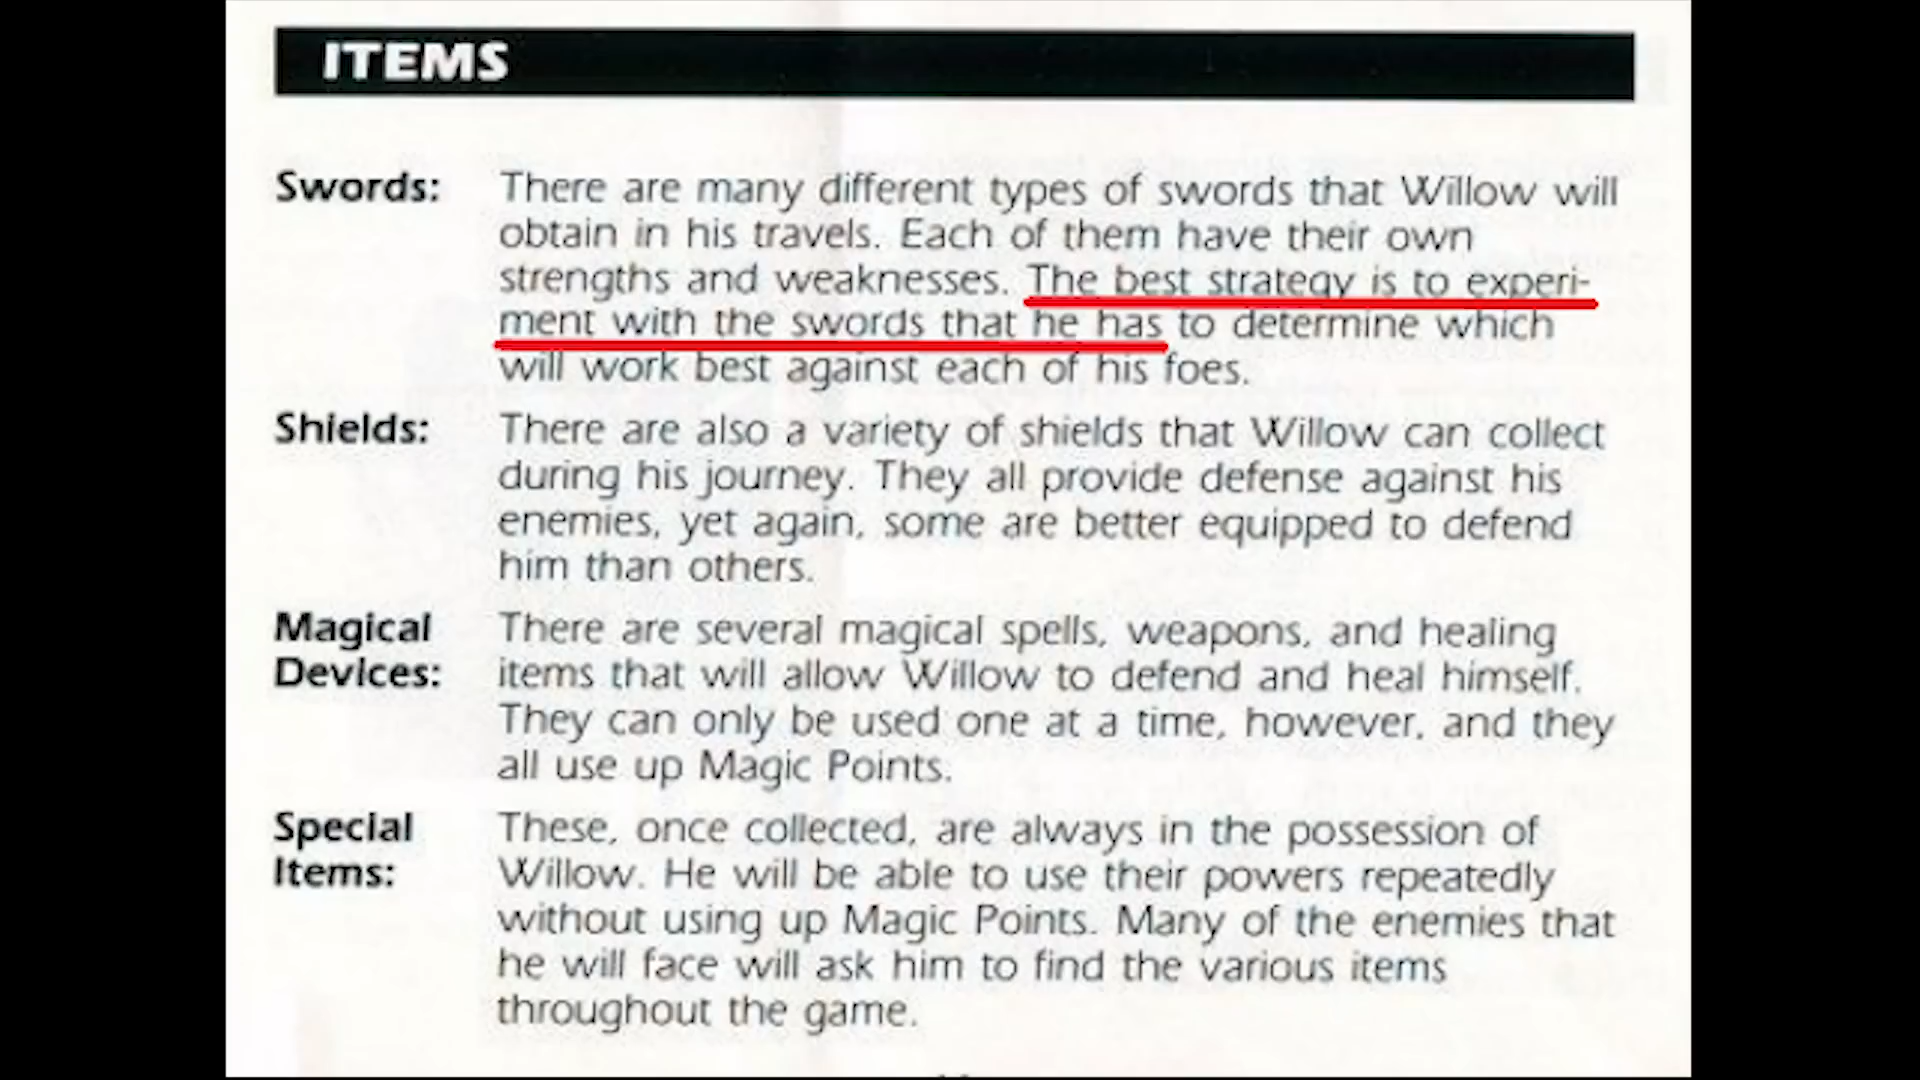 ITEMS
Swords: There are many different types of swords that Willow will
obtain in his travels. Each of them have their own
strengths and weaknesses. The best strategy is to experi-
ment with the swords that he has to determine which
will work best against each of his foes.
Shields: There are also a variety of shields that Willow can collect
during his journey. They all provide defense against his
enemies, yet again, some are better equipped to defend
him than others.
Magical There are several magical spells, weapons, and healing
Devices: items that will allow Willow to defend and heal himself.
They can only be used one at a time, however, and they
all use up Magic Points.
Special These, once collected, are always in the possession of
Items: Willow. He will be able to use their powers repeatedly
without using up Magic Points. Many of the enemies that
he will face will ask him to find the various items
throughout the game.